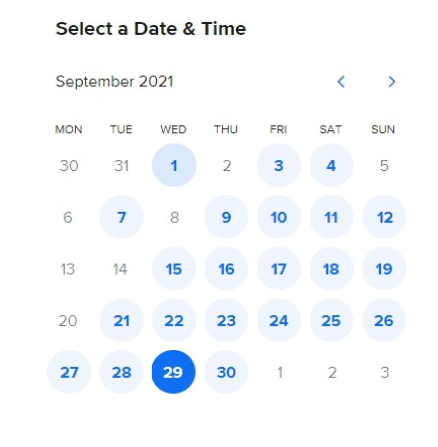 Select a Date & Time
September 2021
MON TUE WED THU FRI SAT SUN
30 31 1 2 3 4 5
6 7 8 9 10 11 12
13 14 15 16 17 18 19
20 21 22 23 24 25 26
27 28 29 30 1 2 3